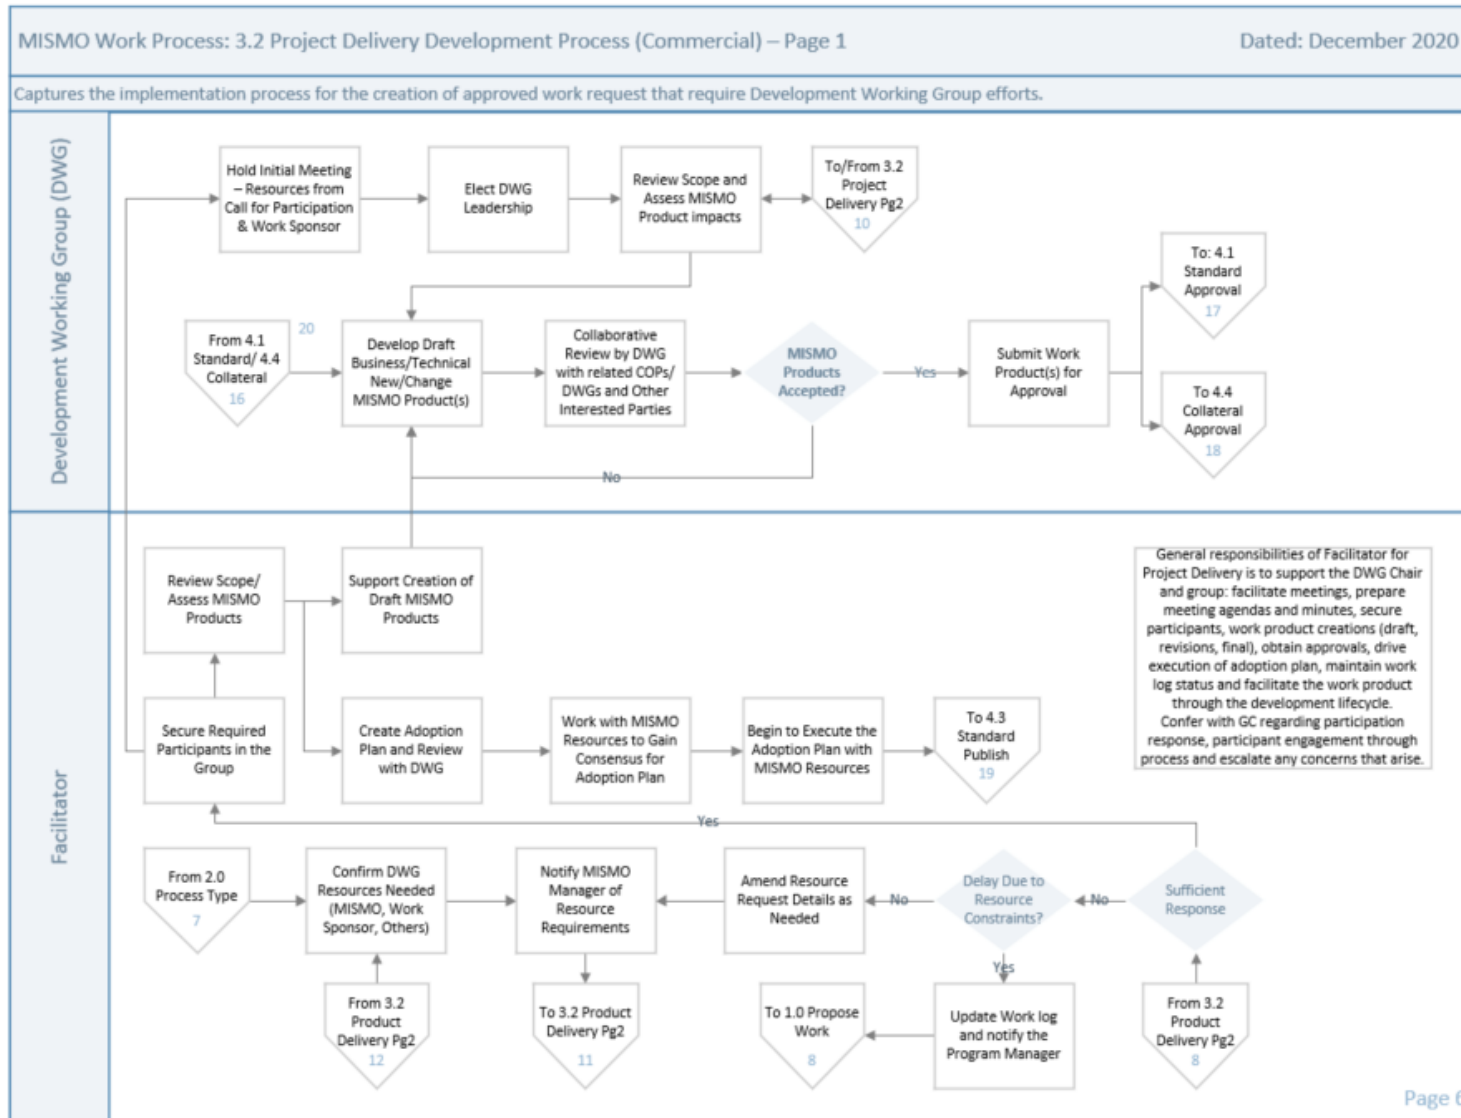 MISMO Work Process: 3.2 Project Delivery Development Process (Commercial) – Page 1
Dated: December 2020
Captures the implementation process for the creation of approved work request that require Development Working Group efforts.
Development Working Group (DWG)
Hold Initial Meeting
– Resources from
Call for Participation
& Work Sponsor
Elect DWG
Leadership
Review Scope and
Assess MISMO
Product impacts
To/From 3.2
Project
Delivery Pg2
10
To: 4.1
Standard
Approval
17
From 4.1
Standard/ 4.4
Collateral
16
20
Develop Draft
Business/Technical
New/Change
MISMO Product(s)
Collaborative
Review by DWG
with related COPs/
DWGs and Other
Interested Parties
MISMO
Products
Accepted?
Yes
Submit Work
Product(s) for
Approval
To 4.4
Collateral
Approval
18
No
Facilitator
Review Scope/
Assess MISMO
Products
Support Creation of
Draft MISMO
Products
General responsibilities of Facilitator for
Project Delivery is to support the DWG Chair
and group: facilitate meetings, prepare
meeting agendas and minutes, secure
participants, work product creations (draft,
revisions, final), obtain approvals, drive
execution of adoption plan, maintain work
log status and facilitate the work product
through the development lifecycle.
Confer with GC regarding participation
response, participant engagement through
process and escalate any concerns that arise.
Secure Required
Participants in the
Group
Create Adoption
Plan and Review
with DWG
Work with MISMO
Resources to Gain
Consensus for
Adoption Plan
Begin to Execute the
Adoption Plan with
MISMO Resources
To 4.3
Standard
Publish
19
Yes
From 2.0
Process Type
7
Confirm DWG
Resources Needed
(MISMO, Work
Sponsor, Others)
Notify MISMO
Manager of
Resource
Requirements
Amend Resource
Request Details as
Needed
No
Delay Due to
Resource
Constraints?
No
Sufficient
Response
Yes
From 3.2
Product
Delivery Pg2
12
To 3.2 Product
Delivery Pg2
11
To 1.0 Propose
Work
8
Update Work log
and notify the
Program Manager
From 3.2
Product
Delivery Pg2
8
Page 6